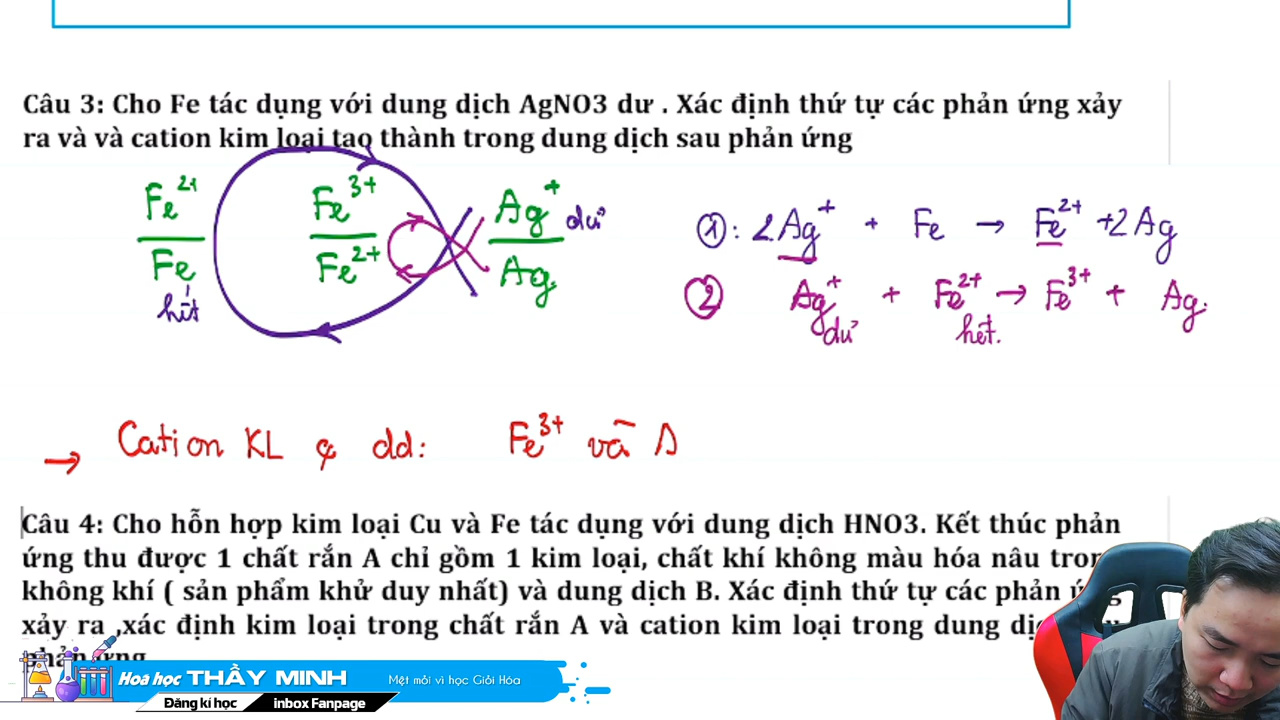 Câu 3: Cho Fe tác dụng với dung dịch AgNO3 dư . Xác định thứ tự các phản ứng xảy
ra và và cation kim loại tạo thành trong dung dịch sau phản ứng
Fe²⁺ Fe³⁺ Ag⁺ dư
Fe Fe²⁺ Ag
hết
①: 2Ag⁺ + Fe → Fe²⁺ + 2Ag
② Ag⁺ + Fe²⁺ → Fe³⁺ + Ag.
dư hết.
→ Cation KL dd: Fe³⁺ và A
Câu 4: Cho hỗn hợp kim loại Cu và Fe tác dụng với dung dịch HNO3. Kết thúc phản
ứng thu được 1 chất rắn A chỉ gồm 1 kim loại, chất khí không màu hóa nâu tron
không khí ( sản phẩm khử duy nhất) và dung dịch B. Xác định thứ tự các phản
xảy ra ,xác định kim loại trong chất rắn A và cation kim loại trong dung
phản ứng
Hoá học THẦY MINH
Mệt mỏi vì học Giỏi Hóa
Đăng kí học inbox Fanpage